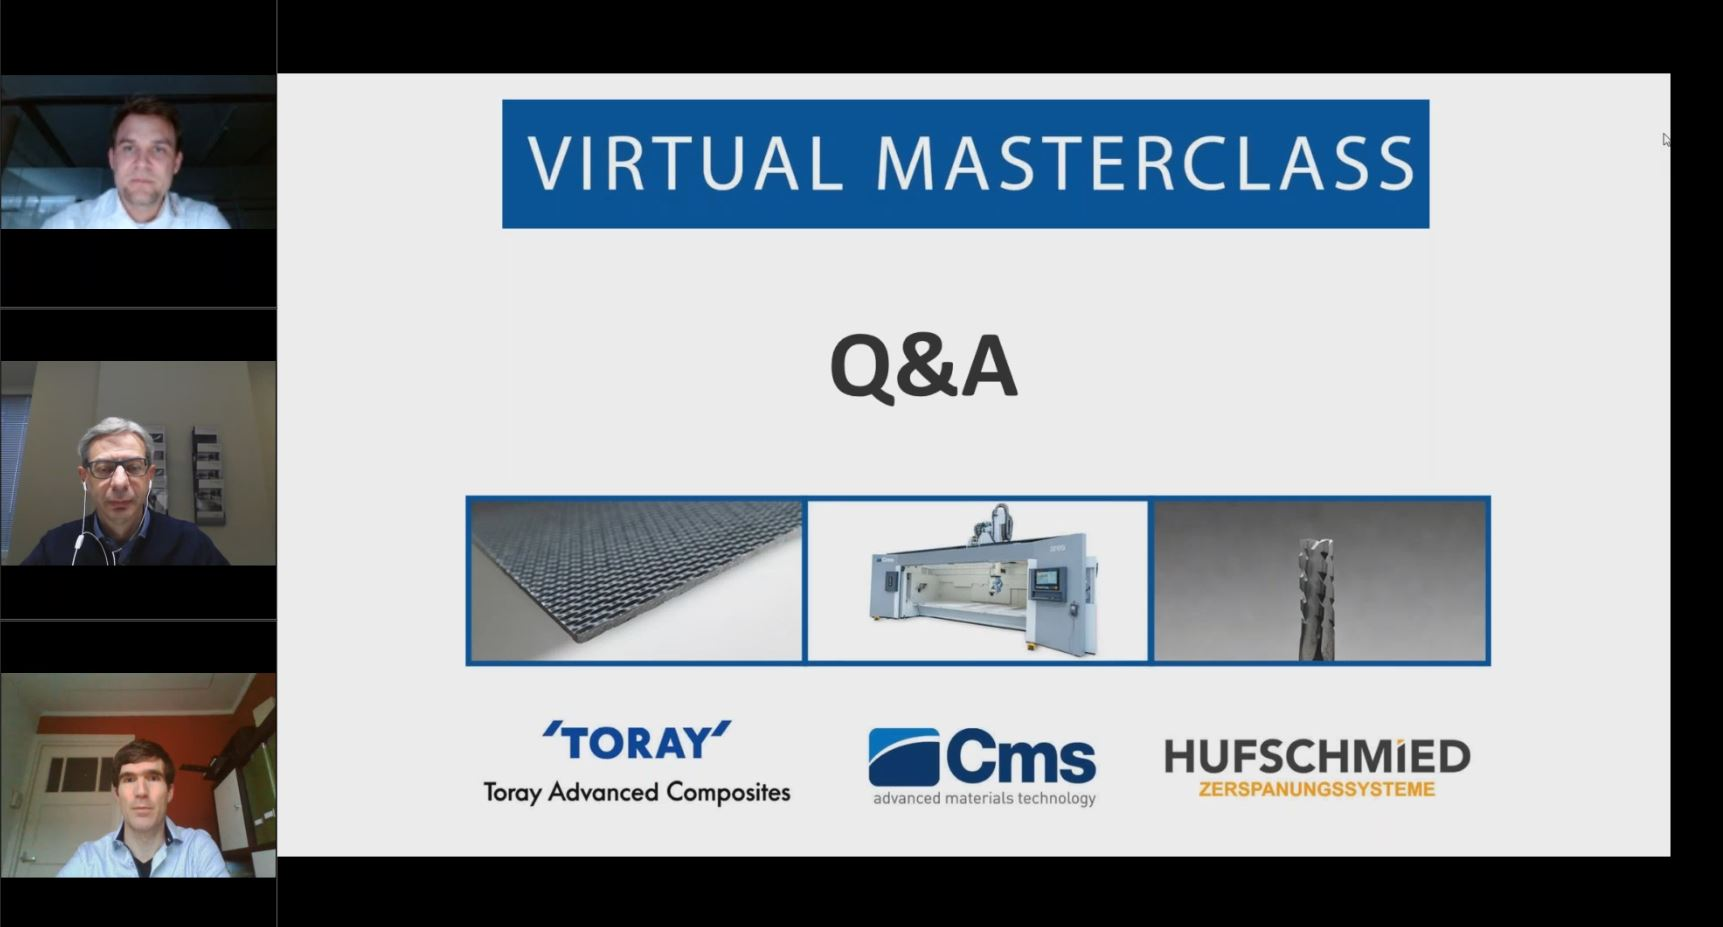 VIRTUAL MASTERCLASS
Q&A
TORAY
Toray Advanced Composites
Cms
advanced materials technology
HUFSCHMIED
ZERSPANUNGSSYSTEME